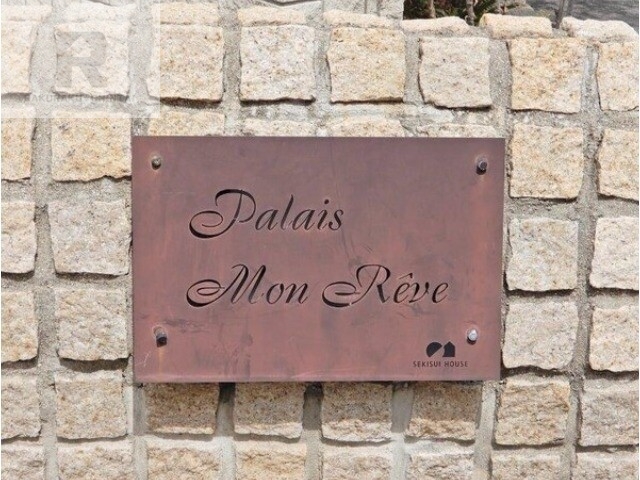 R
Palais
Mon Rêve
SEKISUI HOUSE